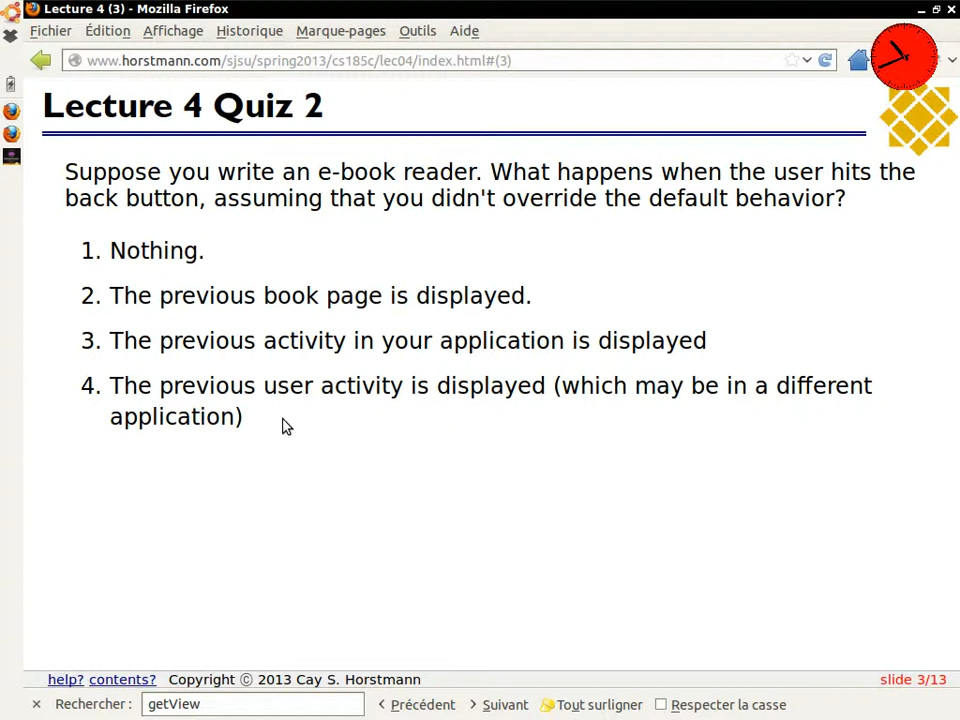 Lecture 4 (3) - Mozilla Firefox
Fichier Édition Affichage Historique Marque-pages Outils Aide
www.horstmann.com/sjsu/spring2013/cs185c/lec04/index.html#(3)
Lecture 4 Quiz 2
Suppose you write an e-book reader. What happens when the user hits the
back button, assuming that you didn't override the default behavior?
1. Nothing.
2. The previous book page is displayed.
3. The previous activity in your application is displayed
4. The previous user activity is displayed (which may be in a different
application)
help? contents? Copyright © 2013 Cay S. Horstmann slide 3/13
Rechercher : getView Précédent Suivant Tout surligner Respecter la casse